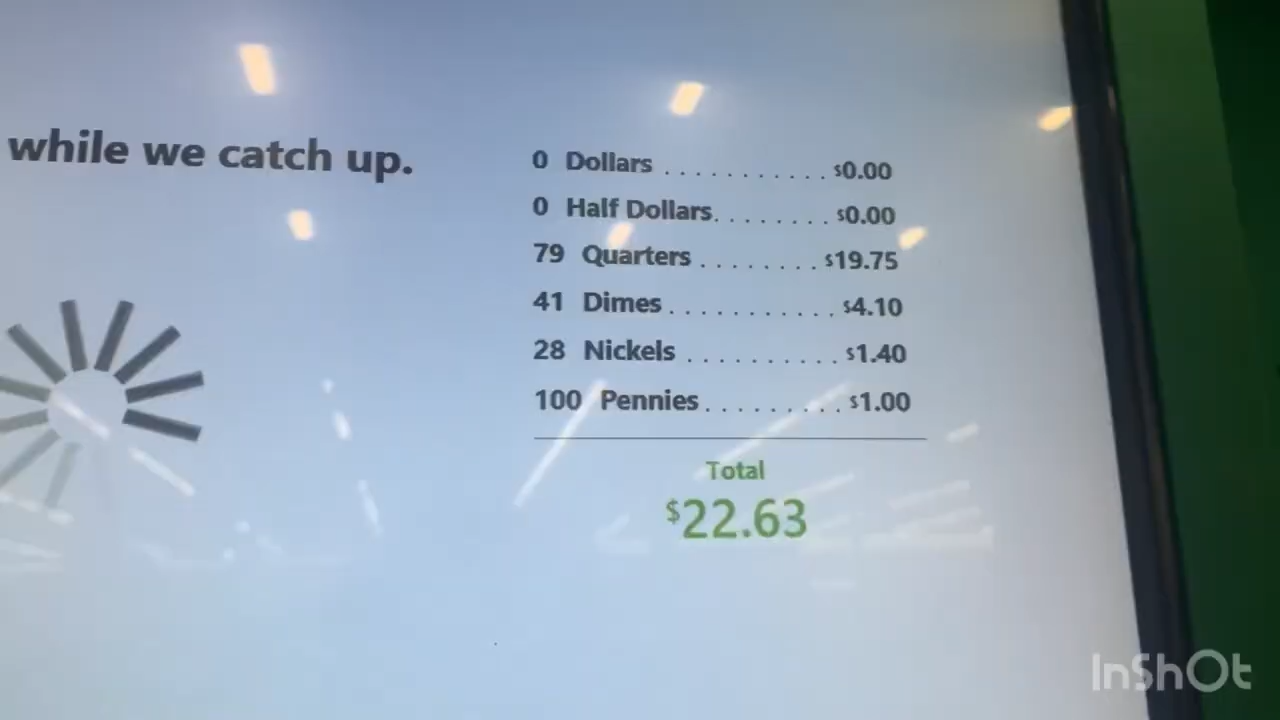 while we catch up.
0 Dollars ........... $0.00
0 Half Dollars........ $0.00
79 Quarters ........ $19.75
41 Dimes ........... $4.10
28 Nickels .......... $1.40
100 Pennies ......... $1.00
Total
$22.63
InShOt